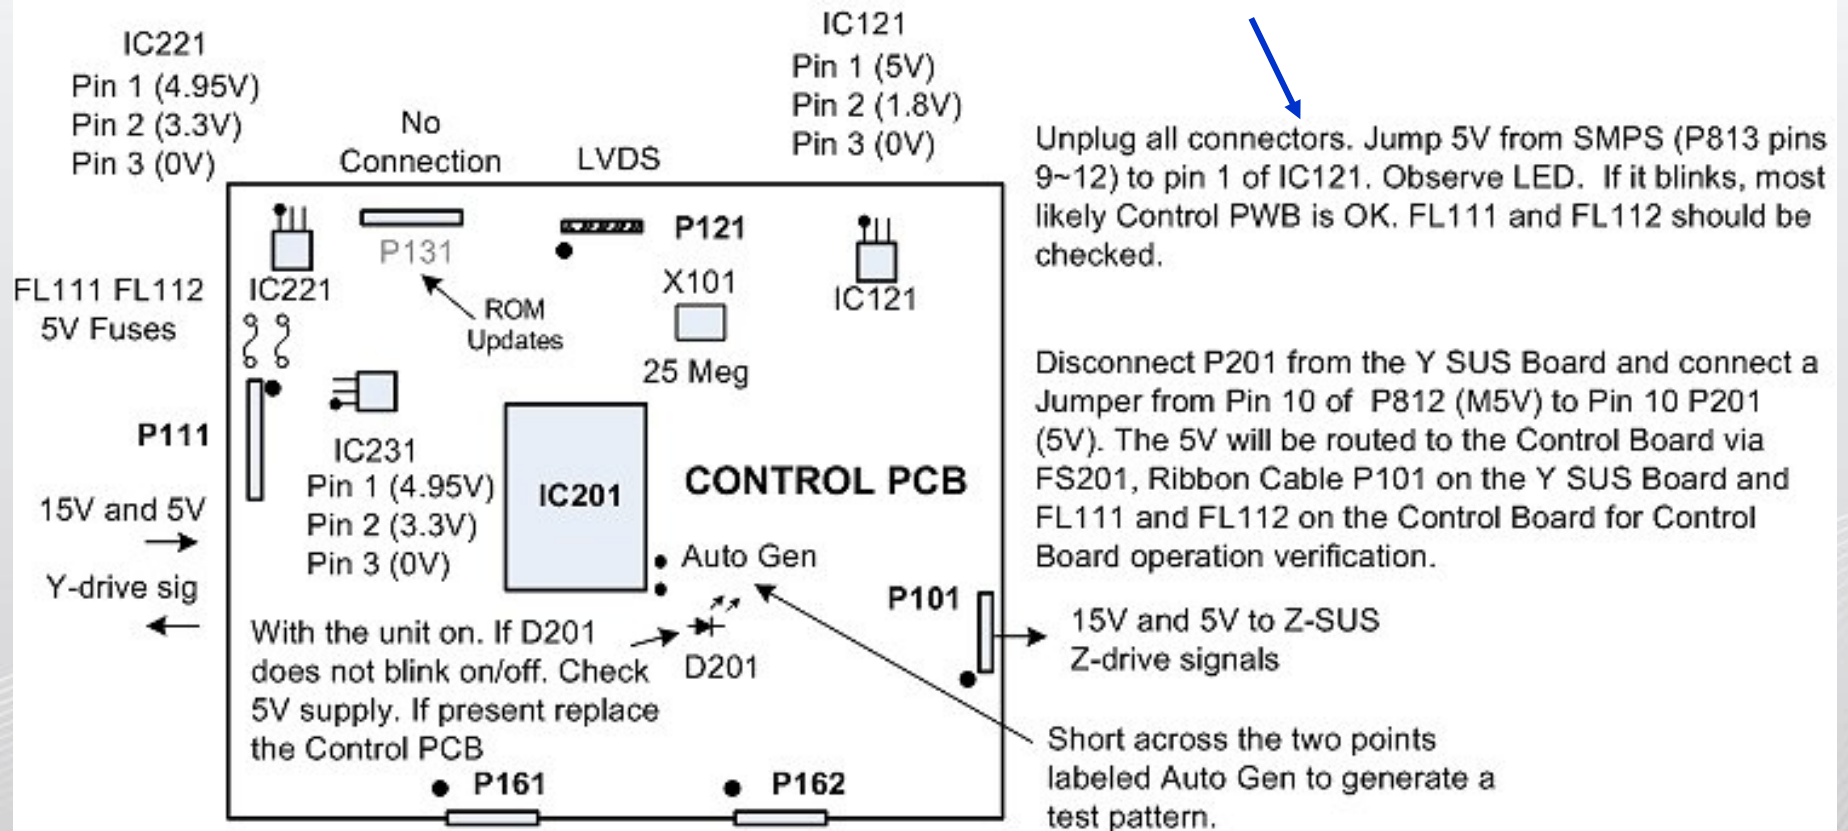 IC221
Pin 1 (4.95V)
Pin 2 (3.3V)
Pin 3 (0V)
No
Connection
LVDS
IC121
Pin 1 (5V)
Pin 2 (1.8V)
Pin 3 (0V)
Unplug all connectors. Jump 5V from SMPS (P813 pins
9~12) to pin 1 of IC121. Observe LED. If it blinks, most
likely Control PWB is OK. FL111 and FL112 should be
checked.
P131
P121
IC221
ROM
Updates
X101
25 Meg
IC121
FL111 FL112
5V Fuses
Disconnect P201 from the Y SUS Board and connect a
Jumper from Pin 10 of P812 (M5V) to Pin 10 P201
(5V). The 5V will be routed to the Control Board via
FS201, Ribbon Cable P101 on the Y SUS Board and
FL111 and FL112 on the Control Board for Control
Board operation verification.
P111
IC231
Pin 1 (4.95V)
Pin 2 (3.3V)
Pin 3 (0V)
IC201
CONTROL PCB
15V and 5V
Y-drive sig
Auto Gen
P101
15V and 5V to Z-SUS
Z-drive signals
With the unit on. If D201
does not blink on/off. Check
5V supply. If present replace
the Control PCB
D201
Short across the two points
labeled Auto Gen to generate a
test pattern.
P161
P162